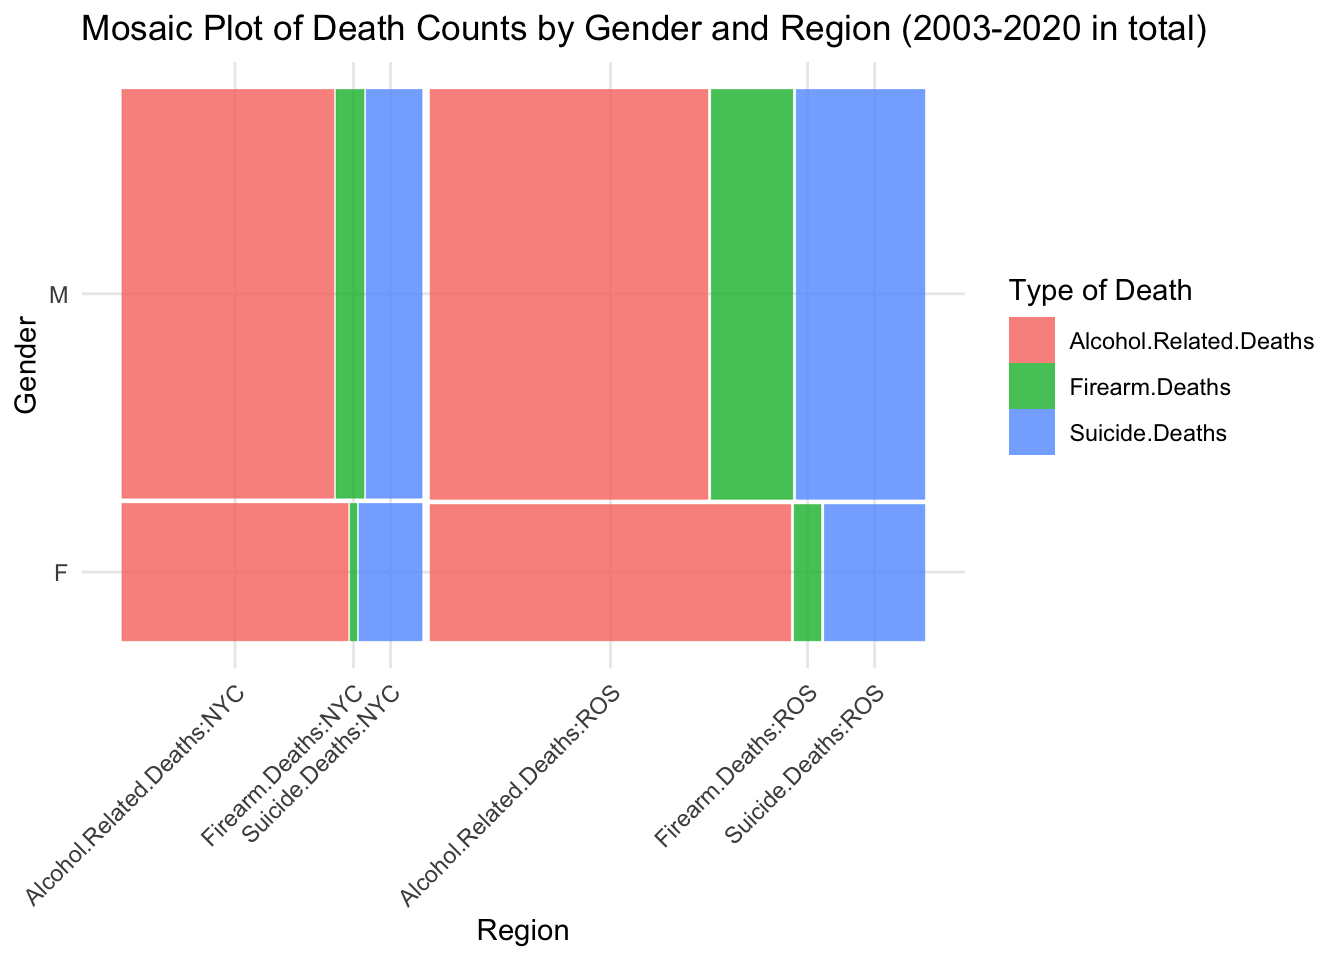 Mosaic Plot of Death Counts by Gender and Region (2003-2020 in total)
Gender
M
F
Alcohol.Related.Deaths:NYC
Firearm.Deaths:NYC
Suicide.Deaths:NYC
Alcohol.Related.Deaths:ROS
Firearm.Deaths:ROS
Suicide.Deaths:ROS
Region
Type of Death
Alcohol.Related.Deaths
Firearm.Deaths
Suicide.Deaths